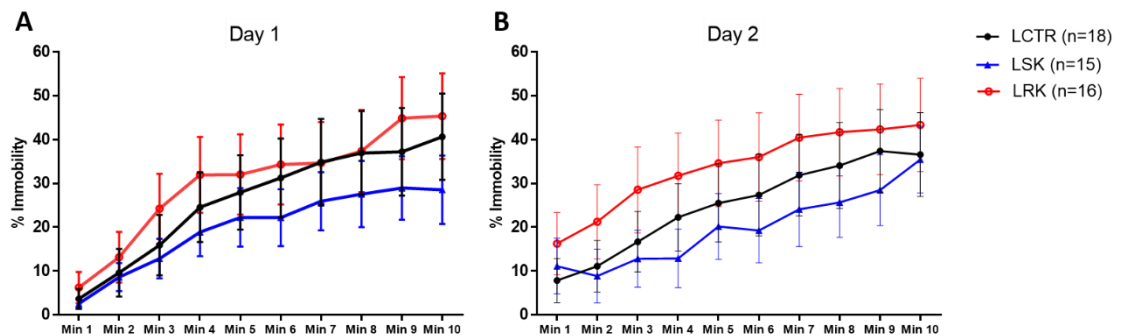 A
Day 1
% Immobility
60
50
40
30
20
10
0
Min 1 Min 2 Min 3 Min 4 Min 5 Min 6 Min 7 Min 8 Min 9 Min 10
B
Day 2
% Immobility
60
50
40
30
20
10
0
Min 1 Min 2 Min 3 Min 4 Min 5 Min 6 Min 7 Min 8 Min 9 Min 10
LCTR (n=18)
LSK (n=15)
LRK (n=16)